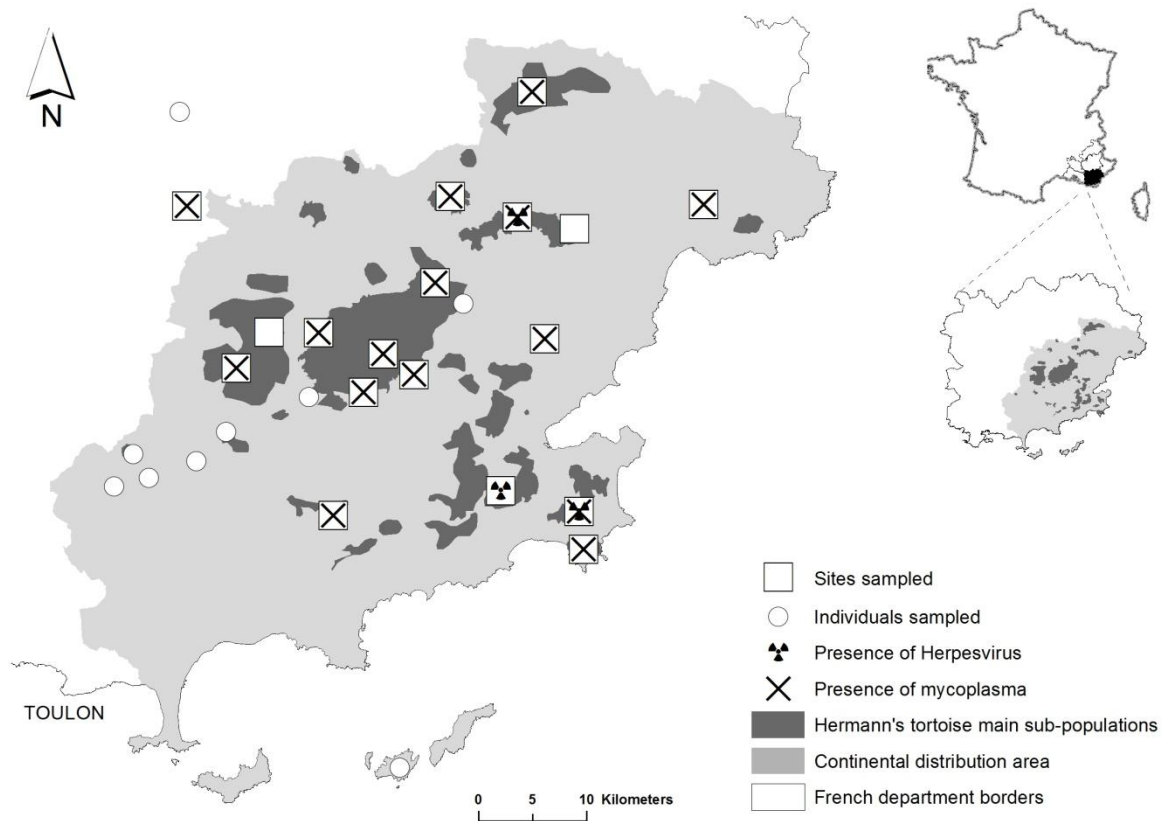 N
TOULON
0 5 10 Kilometers
Sites sampled
Individuals sampled
Presence of Herpesvirus
Presence of mycoplasma
Hermann's tortoise main sub-populations
Continental distribution area
French department borders